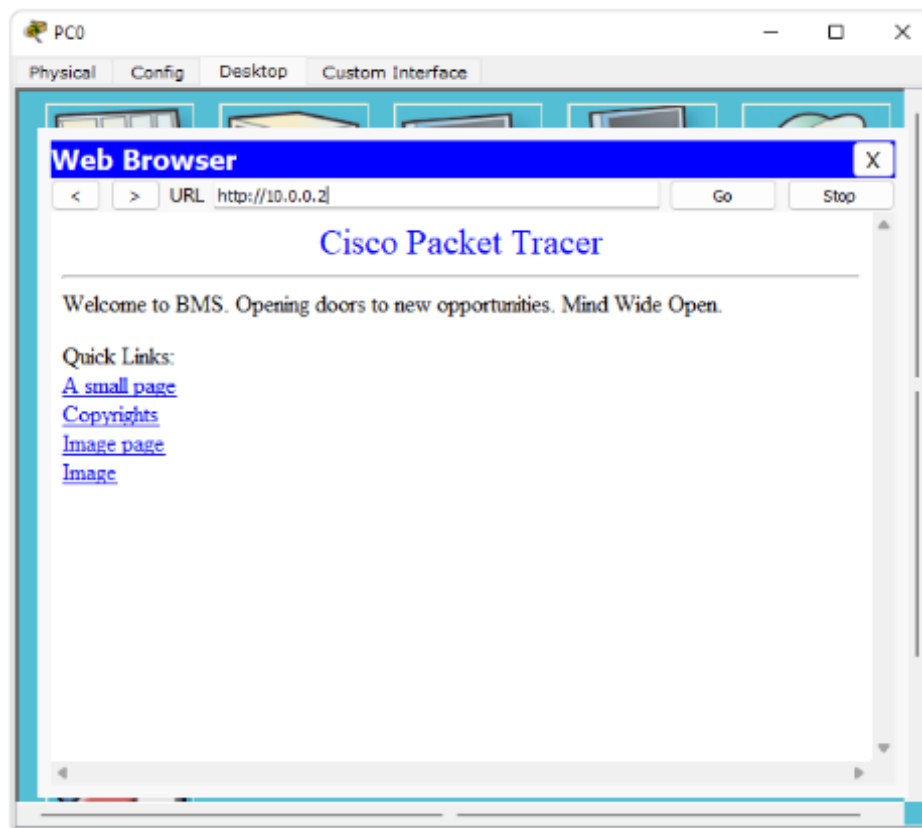 PC0
Physical Config Desktop Custom Interface
Web Browser X
< > URL http://10.0.0.2 Go Stop
Cisco Packet Tracer
Welcome to BMS. Opening doors to new opportunities. Mind Wide Open.
Quick Links:
A small page
Copyrights
Image page
Image